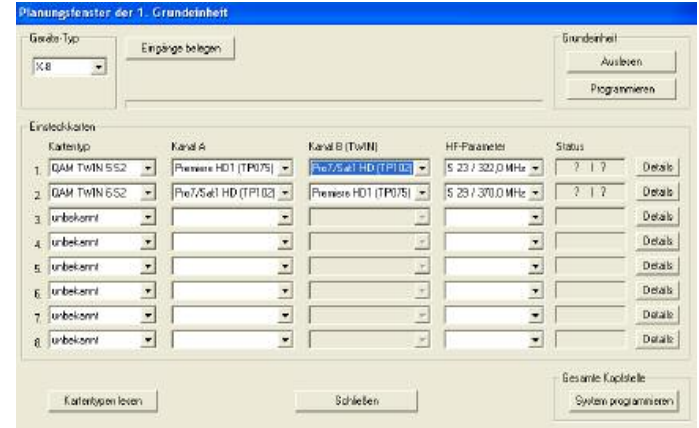 Planungsfenster der 1. Grundeinheit
Geräte-Typ
X-8
Eingänge belegen
Grundeinheit
Auslesen
Programmieren
Einsteckkarten
Kartentyp Kanal A Kanal B (TWIN) HF-Parameter Status
1. QAM TWIN 552 Premiere HD1 (TP075) Pro7/Sat1 HD (TP102) S 23 / 322,0 MHz ? | ? Details
2. QAM TWIN 652 Pro7/Sat1 HD (TP102) Premiere HD1 (TP075) S 29 / 370,0 MHz ? | ? Details
3. unbekannt Details
4. unbekannt Details
5. unbekannt Details
6. unbekannt Details
7. unbekannt Details
8. unbekannt Details
Kartentypen lesen
Schließen
Gesamte Kopfstelle
System programmieren